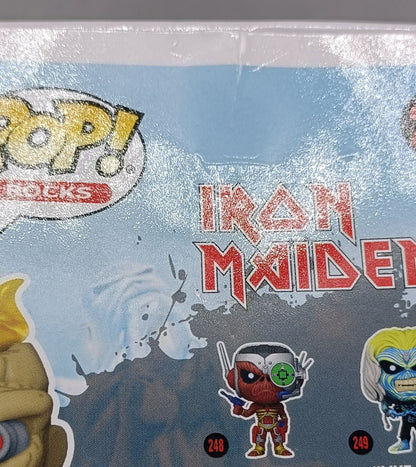 POP!
ROCKS
IRON
MAIDEN
248
249